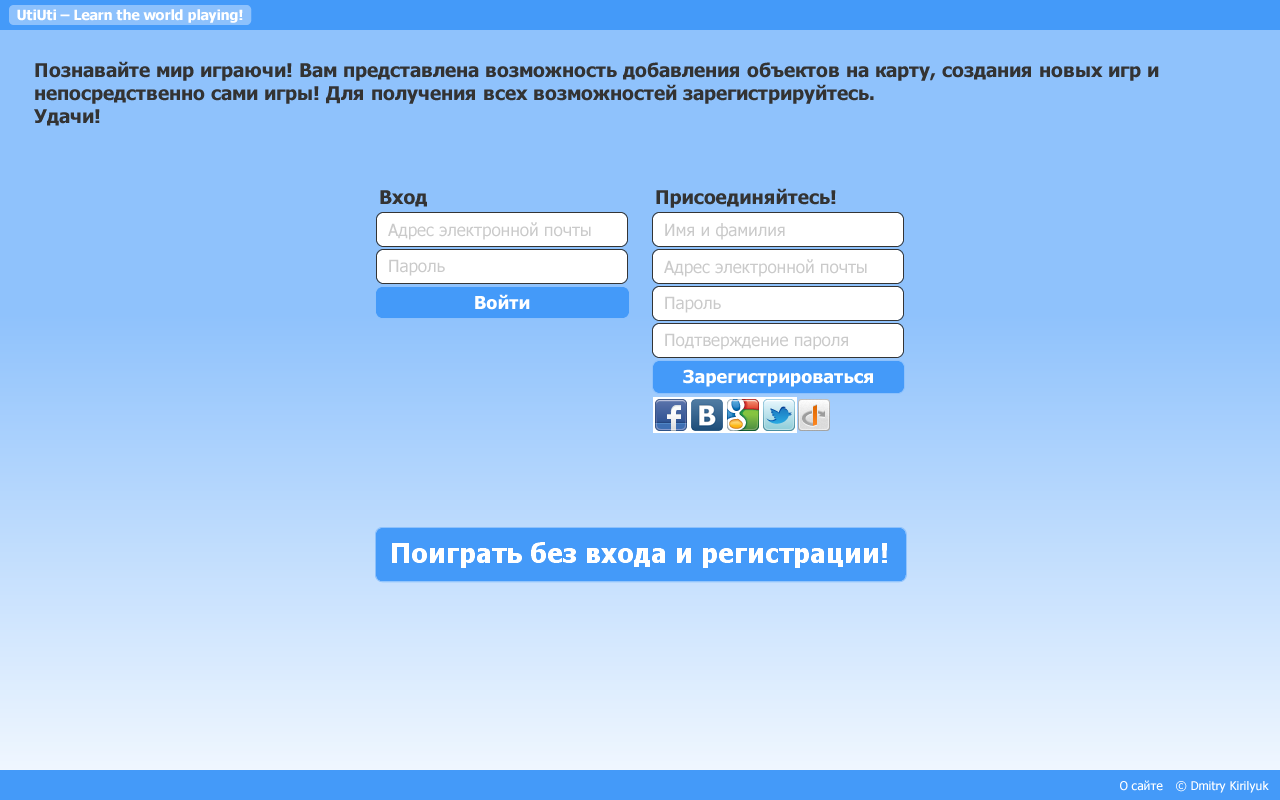 UtiUti – Learn the world playing!
Познавайте мир играючи! Вам представлена возможность добавления объектов на карту, создания новых игр и
непосредственно сами игры! Для получения всех возможностей зарегистрируйтесь.
Удачи!
Вход
Адрес электронной почты
Пароль
Войти
Присоединяйтесь!
Имя и фамилия
Адрес электронной почты
Пароль
Подтверждение пароля
Зарегистрироваться
Поиграть без входа и регистрации!
О сайте © Dmitry Kirilyuk